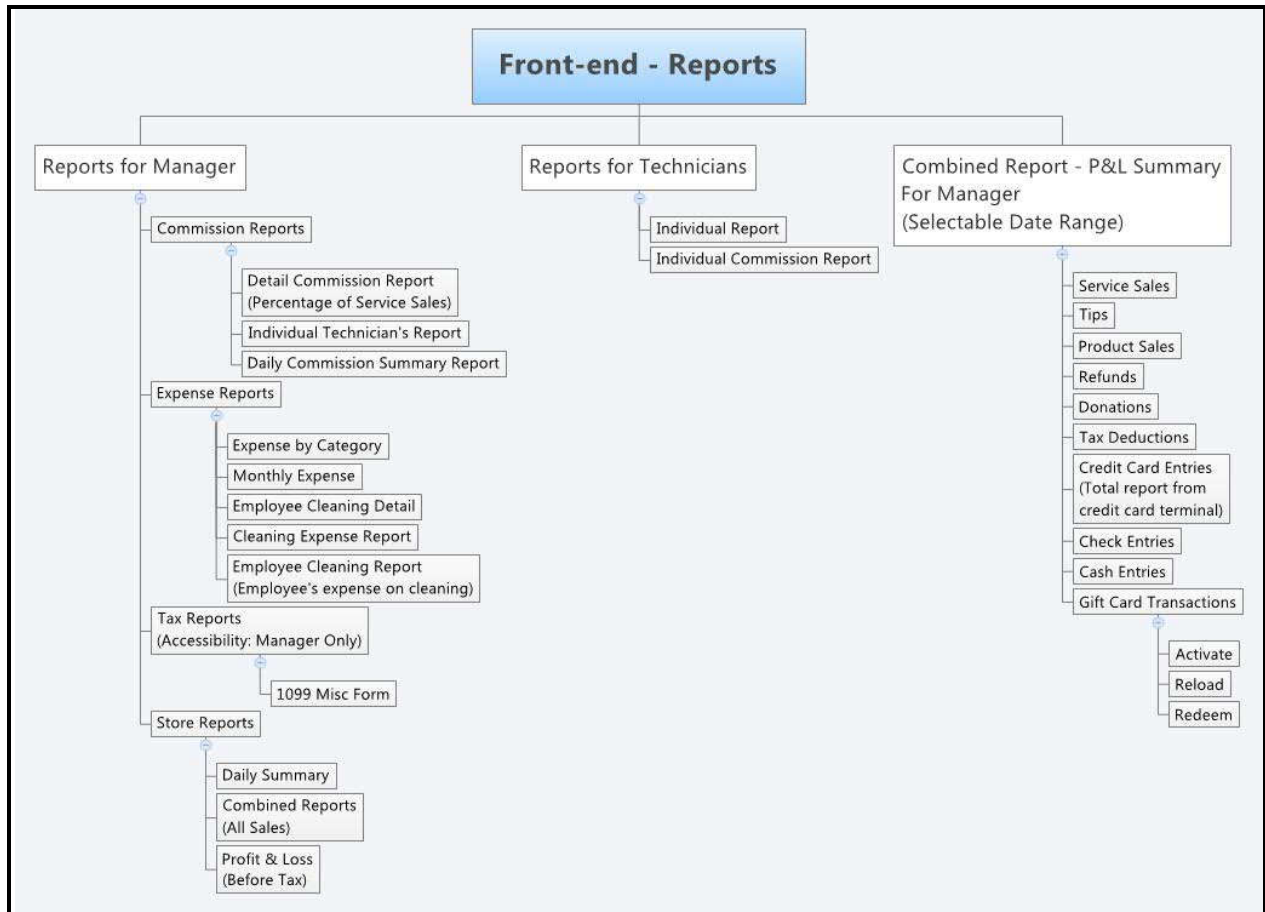 Front-end - Reports
Reports for Manager
Commission Reports
Detail Commission Report
(Percentage of Service Sales)
Individual Technician's Report
Daily Commission Summary Report
Expense Reports
Expense by Category
Monthly Expense
Employee Cleaning Detail
Cleaning Expense Report
Employee Cleaning Report
(Employee's expense on cleaning)
Tax Reports
(Accessibility: Manager Only)
1099 Misc Form
Store Reports
Daily Summary
Combined Reports
(All Sales)
Profit & Loss
(Before Tax)
Reports for Technicians
Individual Report
Individual Commission Report
Combined Report - P&L Summary
For Manager
(Selectable Date Range)
Service Sales
Tips
Product Sales
Refunds
Donations
Tax Deductions
Credit Card Entries
(Total report from
credit card terminal)
Check Entries
Cash Entries
Gift Card Transactions
Activate
Reload
Redeem